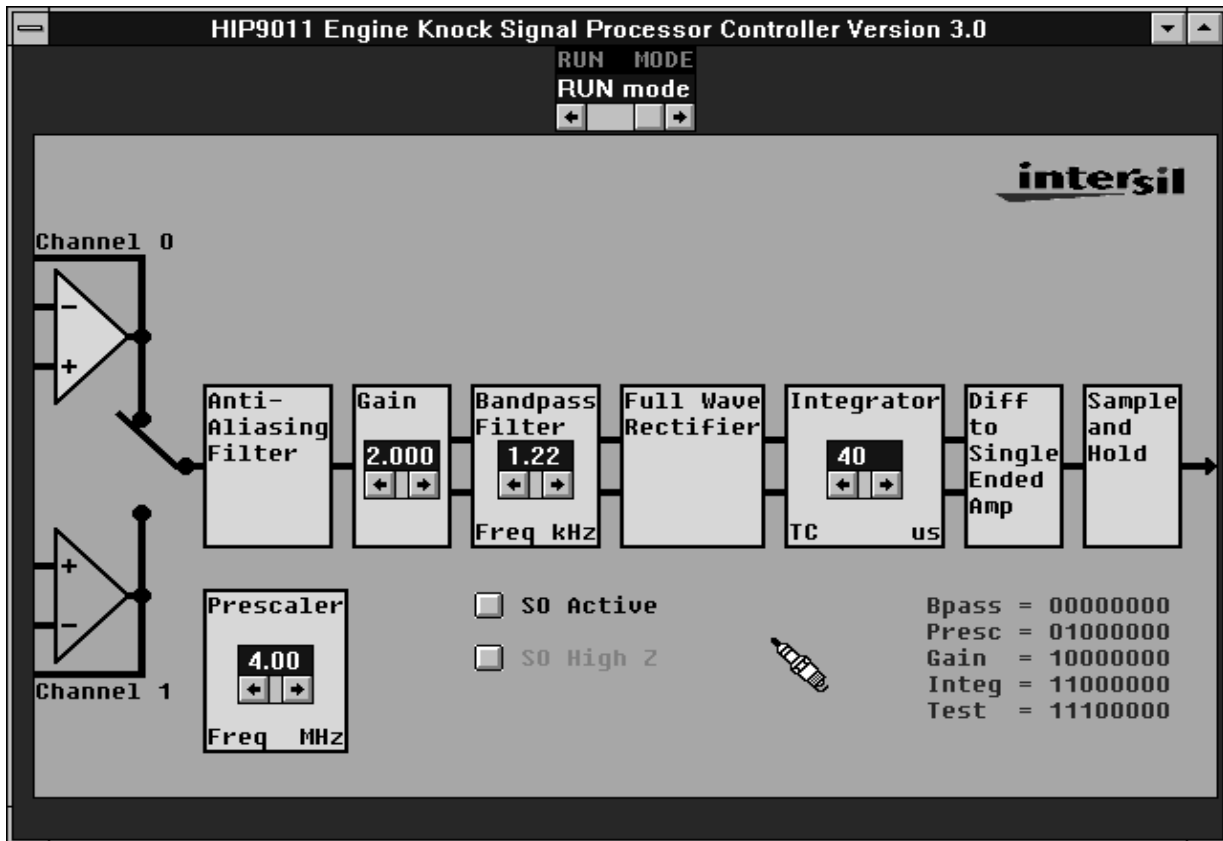 HIP9011 Engine Knock Signal Processor Controller Version 3.0
RUN MODE
RUN mode
intersil
Channel 0
−
+
Anti-
Aliasing
Filter
Gain
2.000
Bandpass
Filter
1.22
Freq kHz
Full Wave
Rectifier
Integrator
40
TC us
Diff
to
Single
Ended
Amp
Sample
and
Hold
+
−
Channel 1
Prescaler
4.00
Freq MHz
SO Active
SO High Z
Bpass = 00000000
Presc = 01000000
Gain = 10000000
Integ = 11000000
Test = 11100000